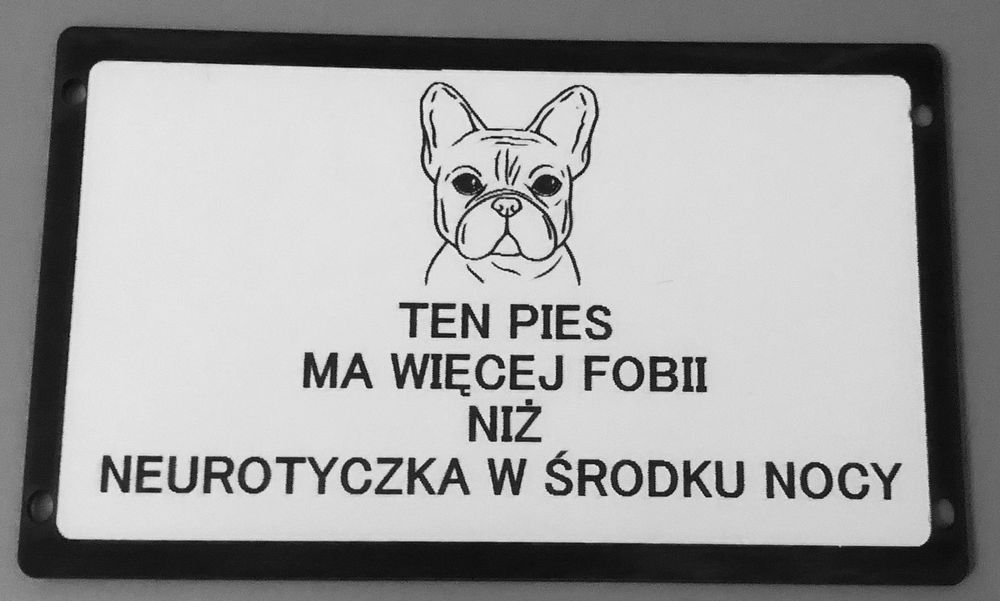 TEN PIES
MA WIĘCEJ FOBII
NIŻ
NEUROTYCZKA W ŚRODKU NOCY